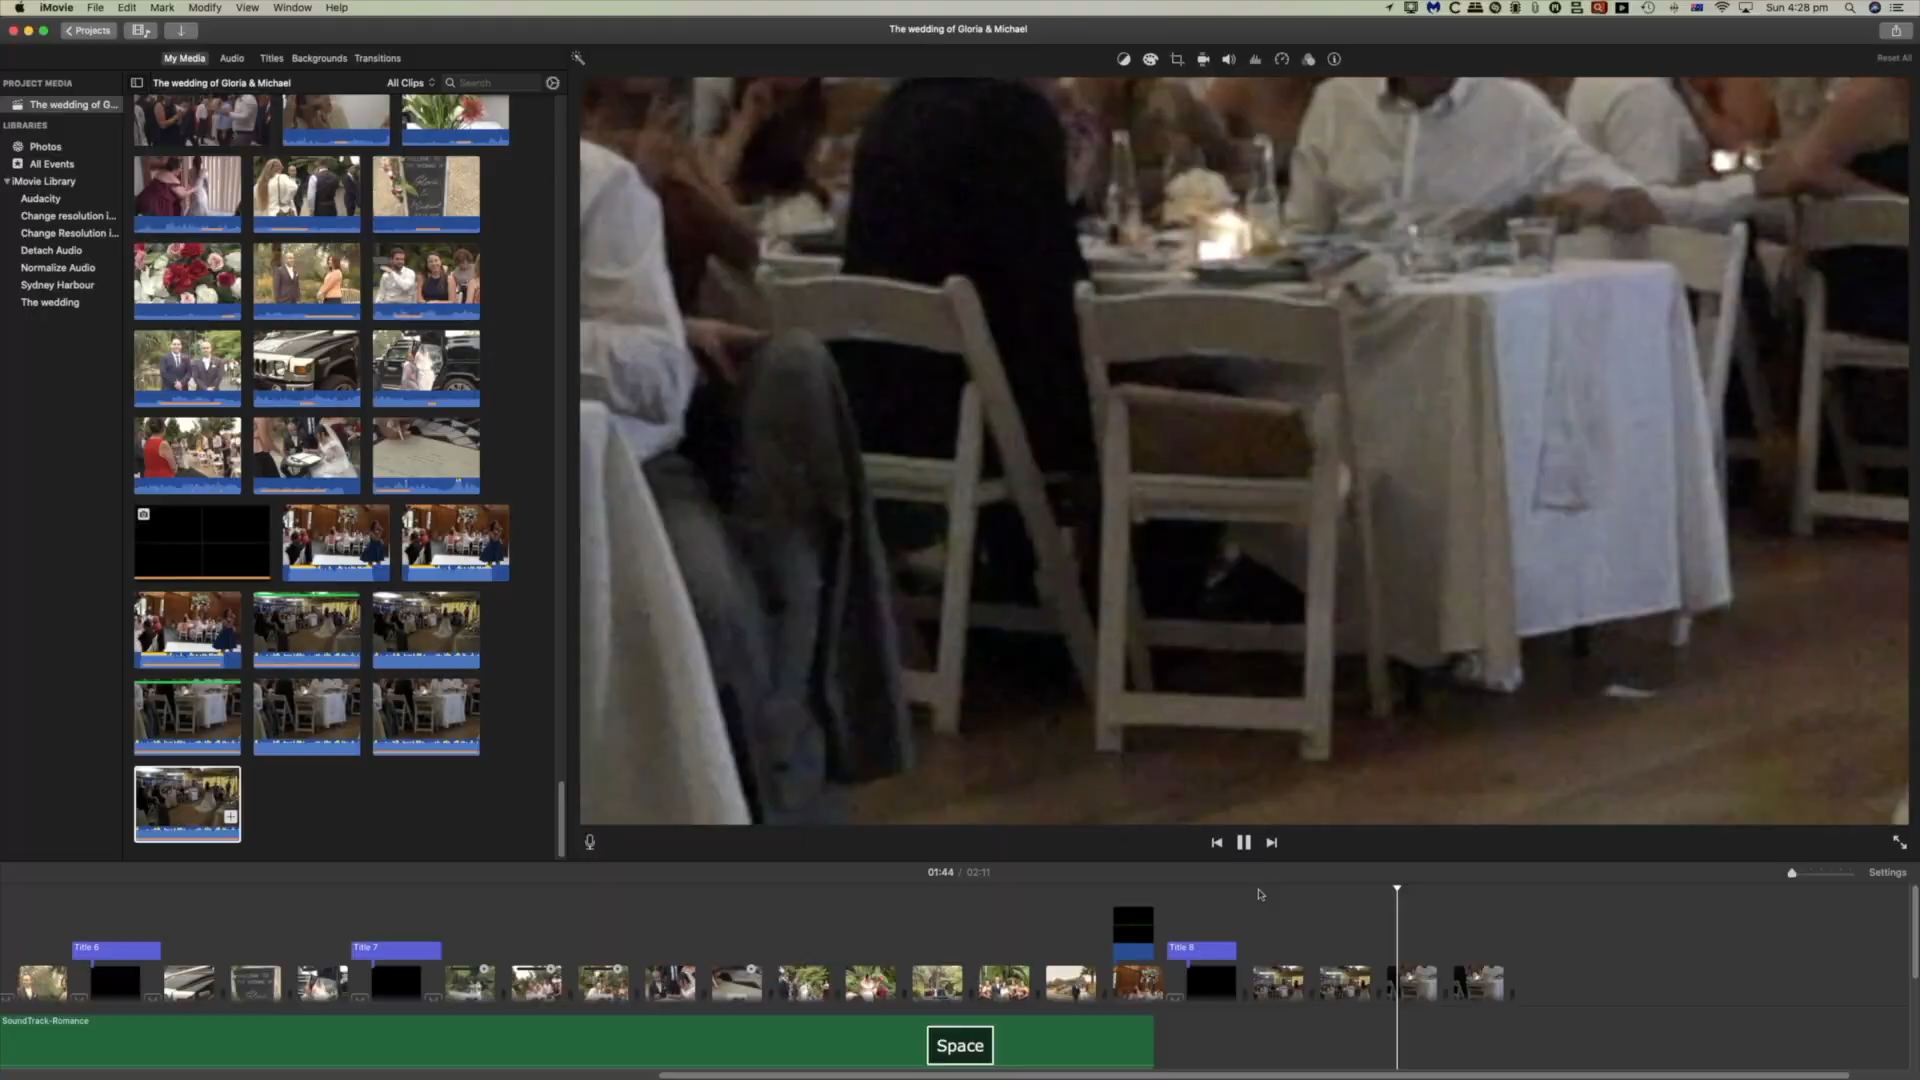 iMovie File Edit Mark Modify View Window Help
Sun 4:28 pm
Projects
The wedding of Gloria & Michael
My Media Audio Titles Backgrounds Transitions
Reset All
PROJECT MEDIA
The wedding of G...
LIBRARIES
Photos
All Events
iMovie Library
Audacity
Change resolution i...
Change Resolution i...
Detach Audio
Normalize Audio
Sydney Harbour
The wedding
The wedding of Gloria & Michael
All Clips
Search
01:44 / 02:11
Settings
Title 6
Title 7
Title 8
SoundTrack-Romance
Space